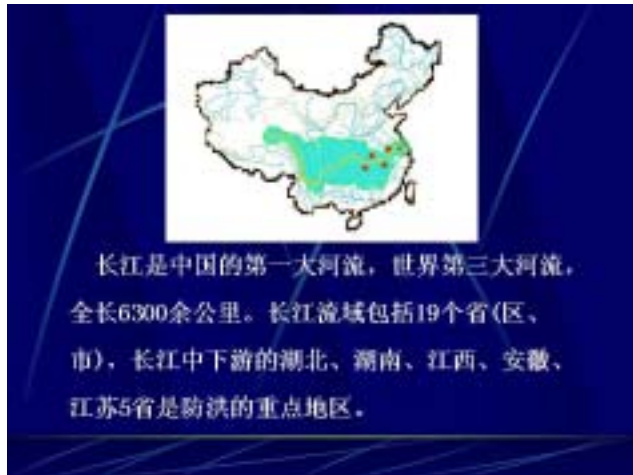 长江是中国的第一大河流，世界第三大河流，
全长6300余公里。长江流域包括19个省(区、
市)，长江中下游的湖北、湖南、江西、安徽、
江苏5省是防洪的重点地区。